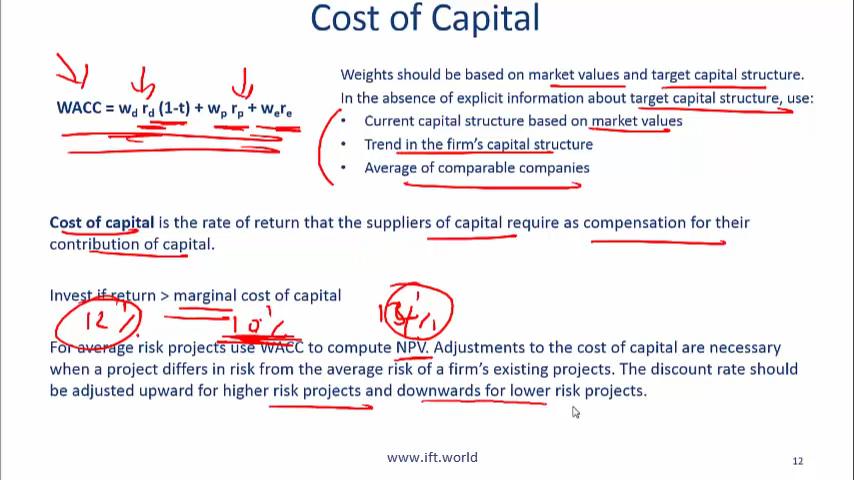 Cost of Capital
WACC = wd rd (1-t) + wp rp + were
Weights should be based on market values and target capital structure.
In the absence of explicit information about target capital structure, use:
• Current capital structure based on market values
• Trend in the firm's capital structure
• Average of comparable companies
Cost of capital is the rate of return that the suppliers of capital require as compensation for their
contribution of capital.
Invest if return > marginal cost of capital
12%
10%
For average risk projects use WACC to compute NPV. Adjustments to the cost of capital are necessary
when a project differs in risk from the average risk of a firm's existing projects. The discount rate should
be adjusted upward for higher risk projects and downwards for lower risk projects.
www.ift.world
12